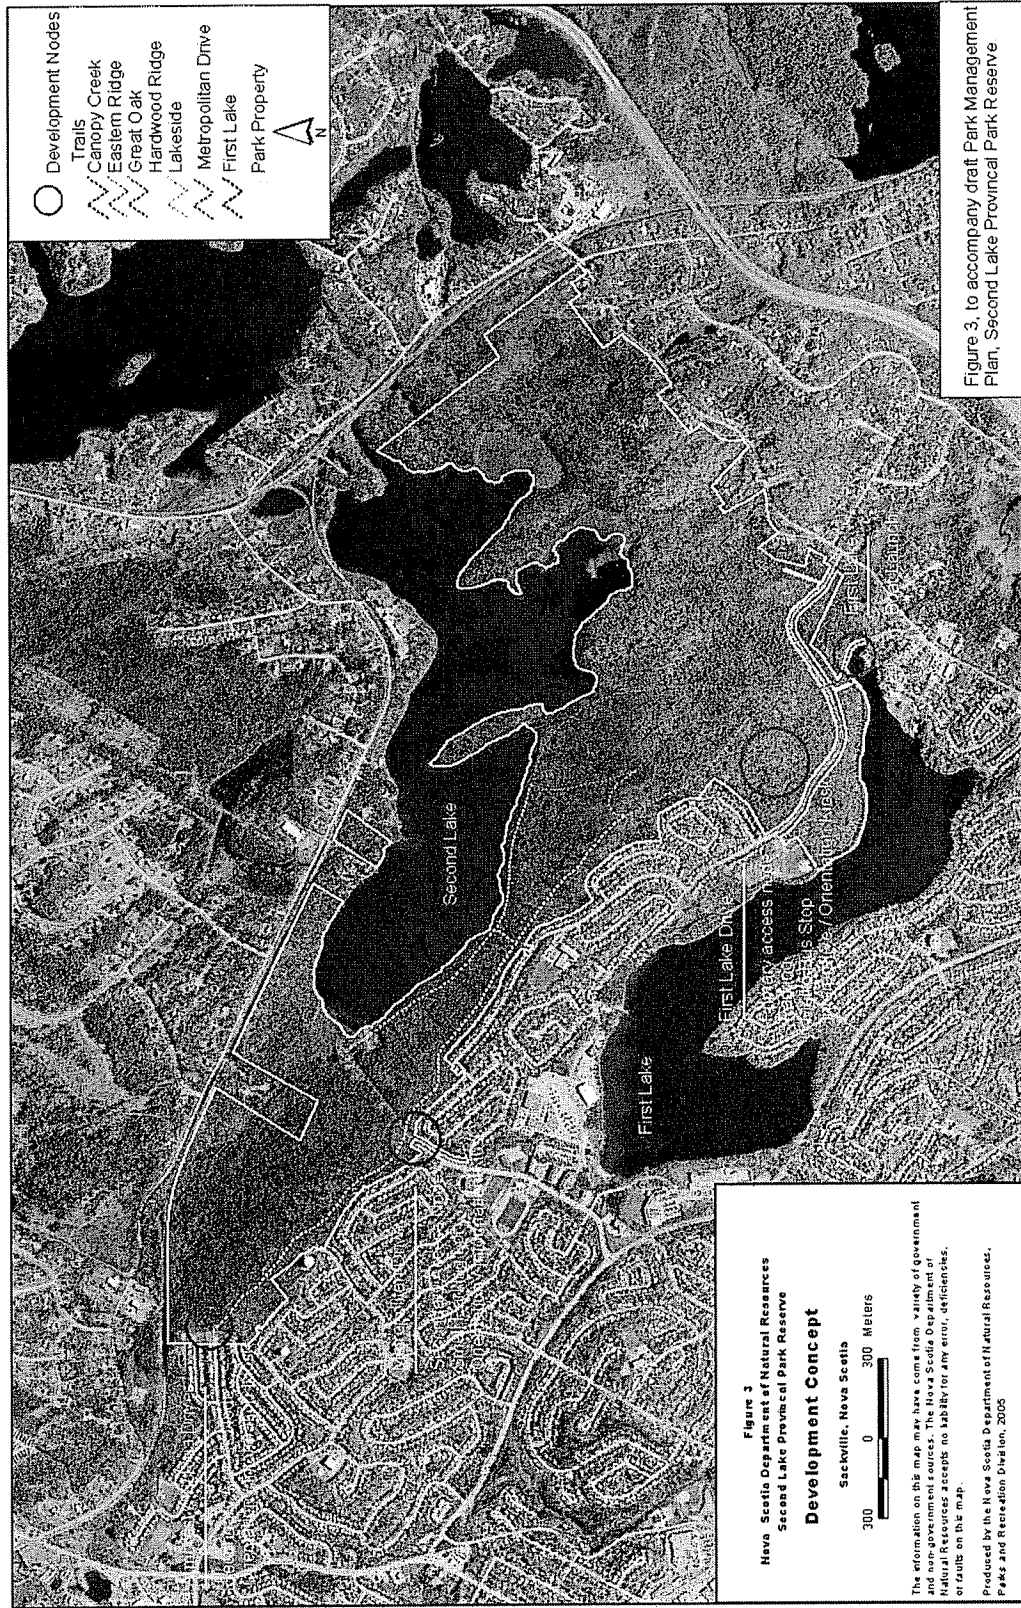 Development Nodes
Trails
Canopy Creek
Eastern Ridge
Great Oak
Hardwood Ridge
Lakeside
Metropolitan Drive
First Lake
Park Property
N
Second Lake
First Lake
First Lake Drive
Bus Stop
Figure 3, to accompany draft Park Management
Plan, Second Lake Provincal Park Reserve
Figure 3
Nova Scotia Department of Natural Resources
Second Lake Provincal Park Reserve
Development Concept
Sackville, Nova Scotia
300 0 300 Meters
The information on this map may have come from variety of government
and non-government sources. The Nova Scotia Department of
Natural Resources accepts no liability for any error, deficiencies,
or faults on this map.
Produced by the Nova Scotia Department of Natural Resources,
Parks and Recreation Division, 2005